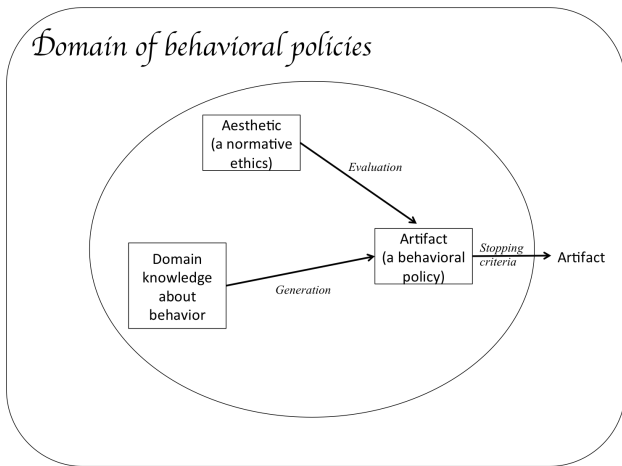 Domain of behavioral policies
Aesthetic
(a normative
ethics)
Evaluation
Artifact
(a behavioral
policy)
Stopping
criteria
Artifact
Domain
knowledge
about
behavior
Generation